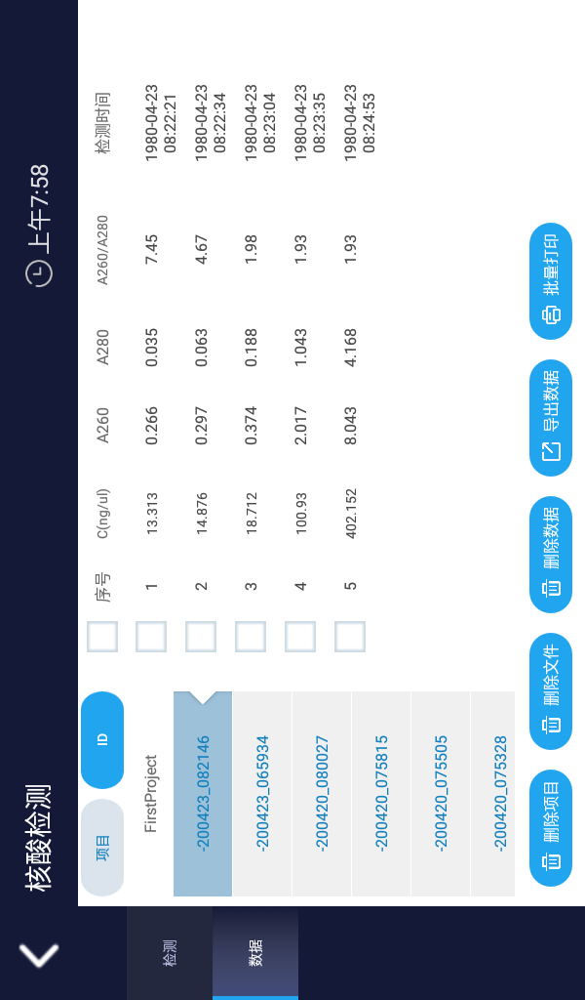 核酸检测
上午7:58
检测
数据
项目
ID
FirstProject
-200423_082146
-200423_065934
-200420_080027
-200420_075815
-200420_075505
-200420_075328
序号 C(ng/ul) A260 A280 A260/A280 检测时间
1 13.313 0.266 0.035 7.45 1980-04-23
08:22:21
2 14.876 0.297 0.063 4.67 1980-04-23
08:22:34
3 18.712 0.374 0.188 1.98 1980-04-23
08:23:04
4 100.93 2.017 1.043 1.93 1980-04-23
08:23:35
5 402.152 8.043 4.168 1.93 1980-04-23
08:24:53
删除项目
删除文件
删除数据
导出数据
批量打印